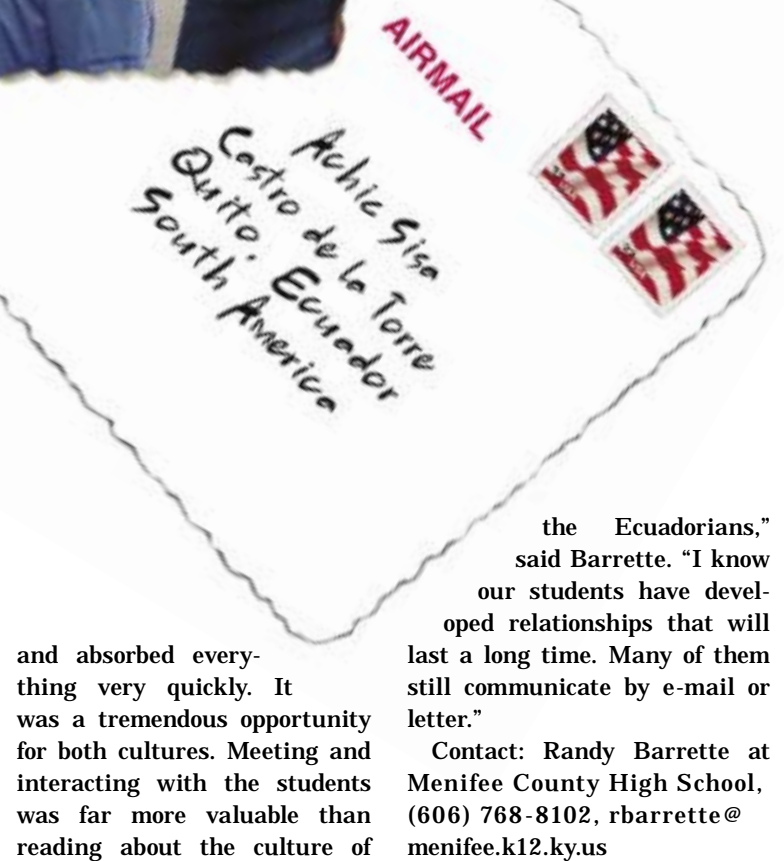 AIRMAIL
Achic Sisa
Castro de la Torre
Quito, Ecuador
South America
and absorbed every-
thing very quickly. It
was a tremendous opportunity
for both cultures. Meeting and
interacting with the students
was far more valuable than
reading about the culture of
the Ecuadorians,”
said Barrette. “I know
our students have devel-
oped relationships that will
last a long time. Many of them
still communicate by e-mail or
letter.”
Contact: Randy Barrette at
Menifee County High School,
(606) 768-8102, rbarrette@
menifee.k12.ky.us